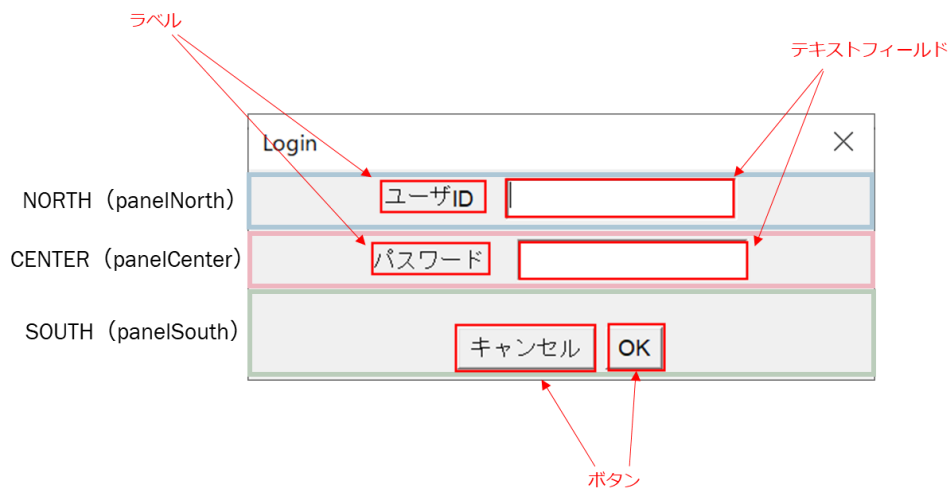 ラベル
テキストフィールド
Login
NORTH（panelNorth）
ユーザID
CENTER（panelCenter）
パスワード
SOUTH（panelSouth）
キャンセル
OK
ボタン